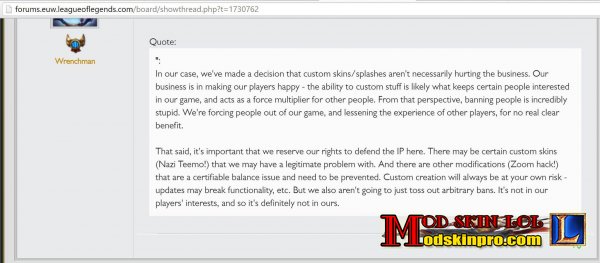 forums.euw.leagueoflegends.com/board/showthread.php?t=1730762
Wrenchman
Quote:
":
In our case, we've made a decision that custom skins/splashes aren't necessarily hurting the business. Our
business is in making our players happy - the ability to custom stuff is likely what keeps certain people interested
in our game, and acts as a force multiplier for other people. From that perspective, banning people is incredibly
stupid. We're forcing people out of our game, and lessening the experience of other players, for no real clear
benefit.
That said, it's important that we reserve our rights to defend the IP here. There may be certain custom skins
(Nazi Teemo!) that we may have a legitimate problem with. And there are other modifications (Zoom hack!)
that are a certifiable balance issue and need to be prevented. Custom creation will always be at your own risk -
updates may break functionality, etc. But we also aren't going to just toss out arbitrary bans. It's not in our
players' interests, and so it's definitely not in ours.
MOD SKIN LOL
Modskinpro.com
L